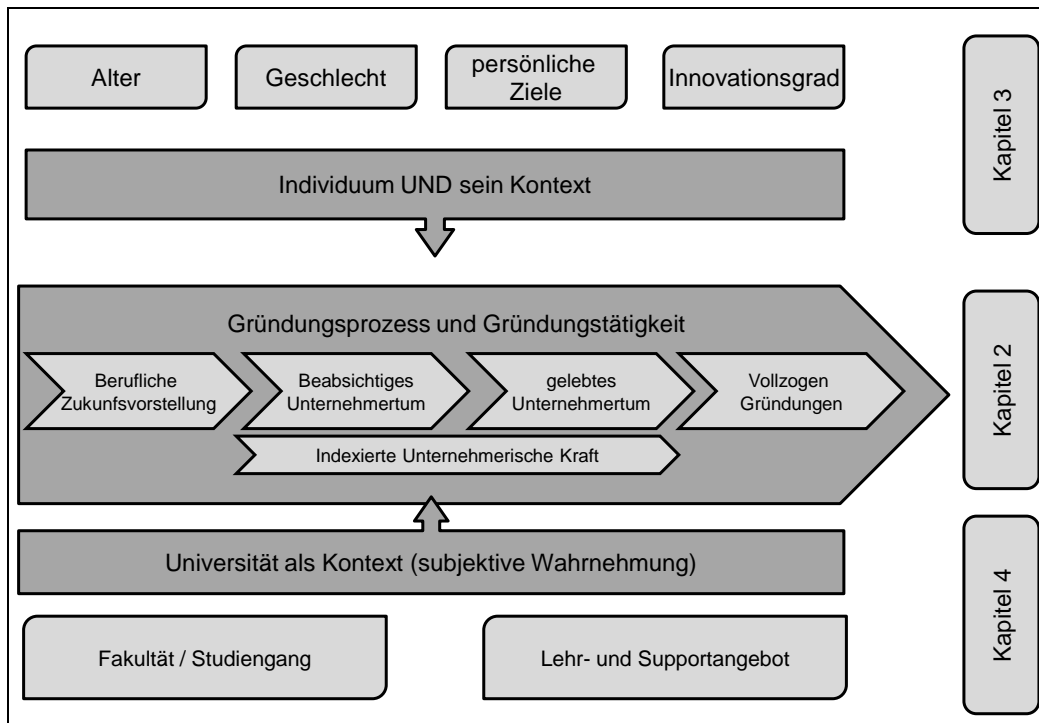 Alter
Geschlecht
persönliche
Ziele
Innovationsgrad
Kapitel 3
Individuum UND sein Kontext
Gründungsprozess und Gründungstätigkeit
Berufliche
Zukunfsvorstellung
Beabsichtiges
Unternehmertum
gelebtes
Unternehmertum
Vollzogen
Gründungen
Indexierte Unternehmerische Kraft
Kapitel 2
Universität als Kontext (subjektive Wahrnehmung)
Fakultät / Studiengang
Lehr- und Supportangebot
Kapitel 4